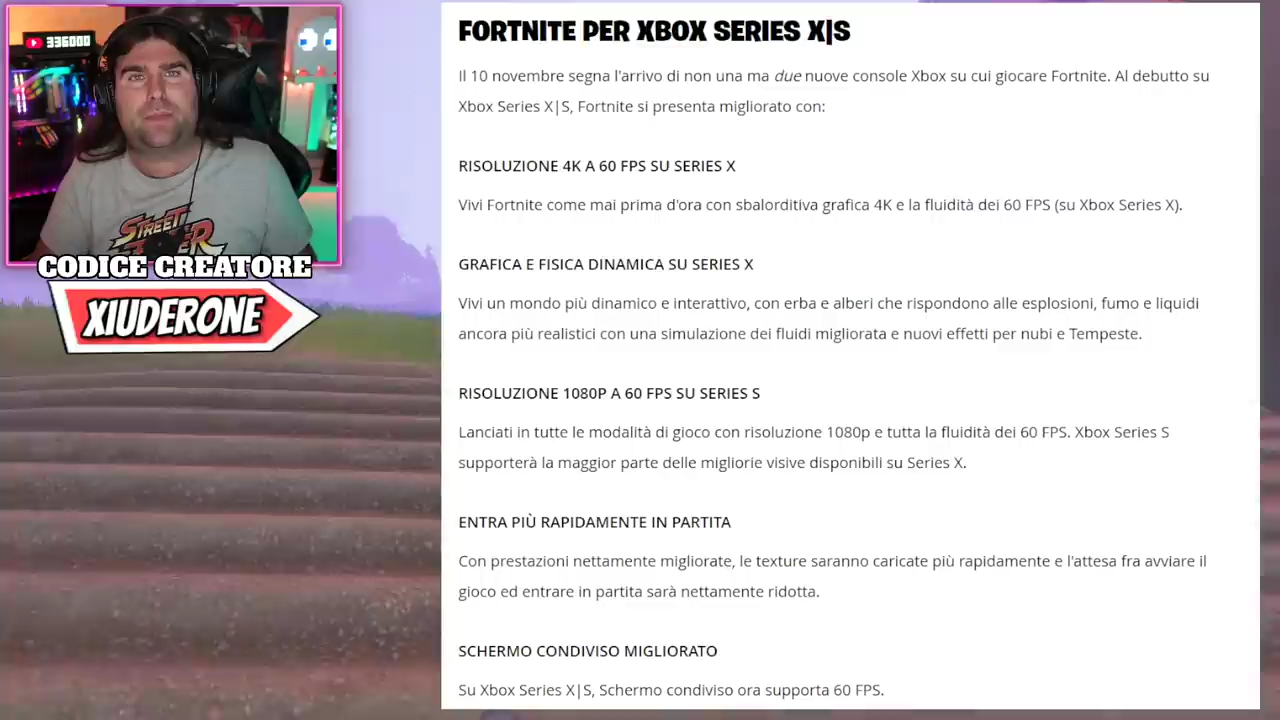 336000
STREET
CODICE CREATORE
XIUDERONE
FORTNITE PER XBOX SERIES X|S
Il 10 novembre segna l'arrivo di non una ma due nuove console Xbox su cui giocare Fortnite. Al debutto su
Xbox Series X|S, Fortnite si presenta migliorato con:
RISOLUZIONE 4K A 60 FPS SU SERIES X
Vivi Fortnite come mai prima d'ora con sbalorditiva grafica 4K e la fluidità dei 60 FPS (su Xbox Series X).
GRAFICA E FISICA DINAMICA SU SERIES X
Vivi un mondo più dinamico e interattivo, con erba e alberi che rispondono alle esplosioni, fumo e liquidi
ancora più realistici con una simulazione dei fluidi migliorata e nuovi effetti per nubi e Tempeste.
RISOLUZIONE 1080P A 60 FPS SU SERIES S
Lanciati in tutte le modalità di gioco con risoluzione 1080p e tutta la fluidità dei 60 FPS. Xbox Series S
supporterà la maggior parte delle migliorie visive disponibili su Series X.
ENTRA PIÙ RAPIDAMENTE IN PARTITA
Con prestazioni nettamente migliorate, le texture saranno caricate più rapidamente e l'attesa fra avviare il
gioco ed entrare in partita sarà nettamente ridotta.
SCHERMO CONDIVISO MIGLIORATO
Su Xbox Series X|S, Schermo condiviso ora supporta 60 FPS.